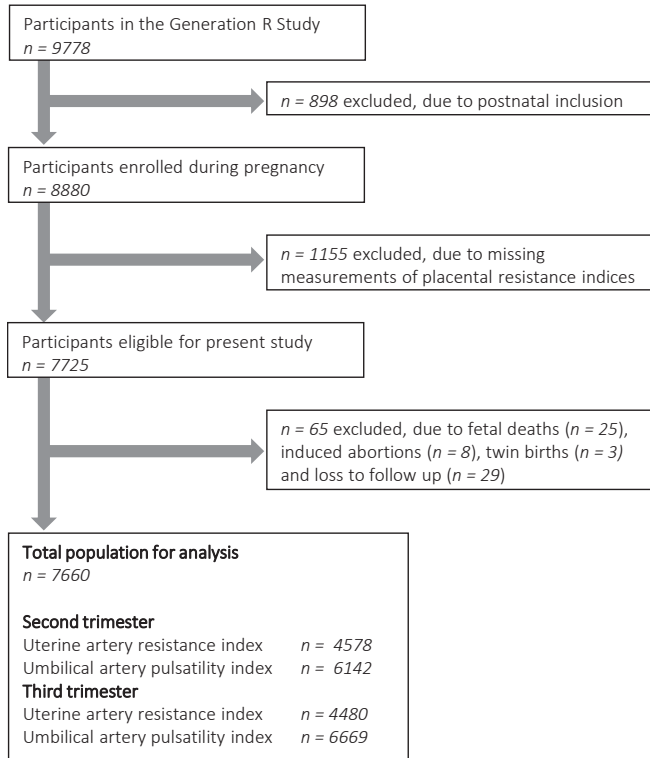 Participants in the Generation R Study
n = 9778
n = 898 excluded, due to postnatal inclusion
Participants enrolled during pregnancy
n = 8880
n = 1155 excluded, due to missing
measurements of placental resistance indices
Participants eligible for present study
n = 7725
n = 65 excluded, due to fetal deaths (n = 25),
induced abortions (n = 8), twin births (n = 3)
and loss to follow up (n = 29)
Total population for analysis
n = 7660
Second trimester
Uterine artery resistance index n = 4578
Umbilical artery pulsatility index n = 6142
Third trimester
Uterine artery resistance index n = 4480
Umbilical artery pulsatility index n = 6669